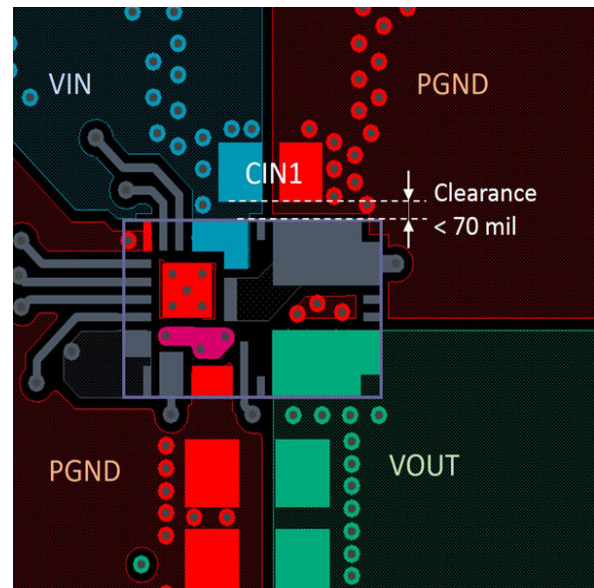 VIN
PGND
CIN1
Clearance
< 70 mil
PGND
VOUT